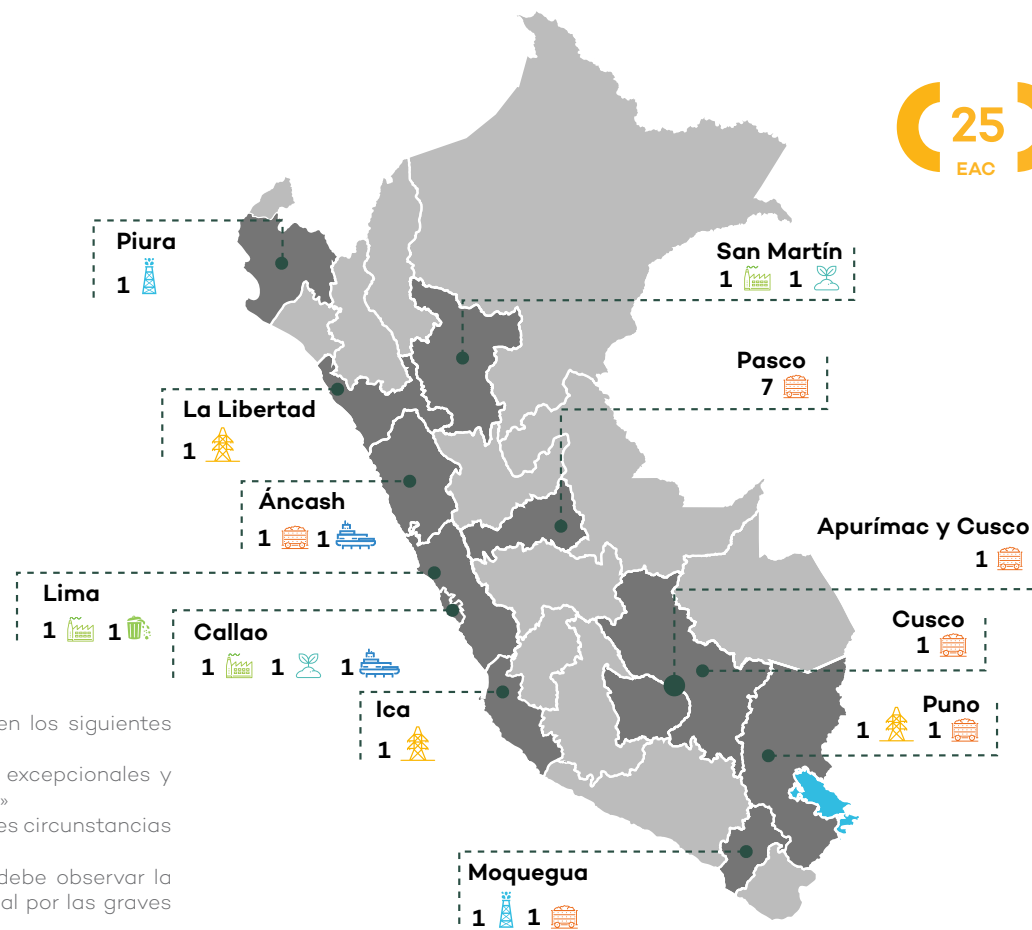 25
EAC
Piura
1
San Martín
1 1
Pasco
7
La Libertad
1
Áncash
1 1
Apurímac y Cusco
1
Lima
1 1
Callao
1 1 1
Cusco
1
Ica
1
Puno
1 1
Moquegua
1 1
en los siguientes
excepcionales y
»
es circunstancias
debe observar la
al por las graves